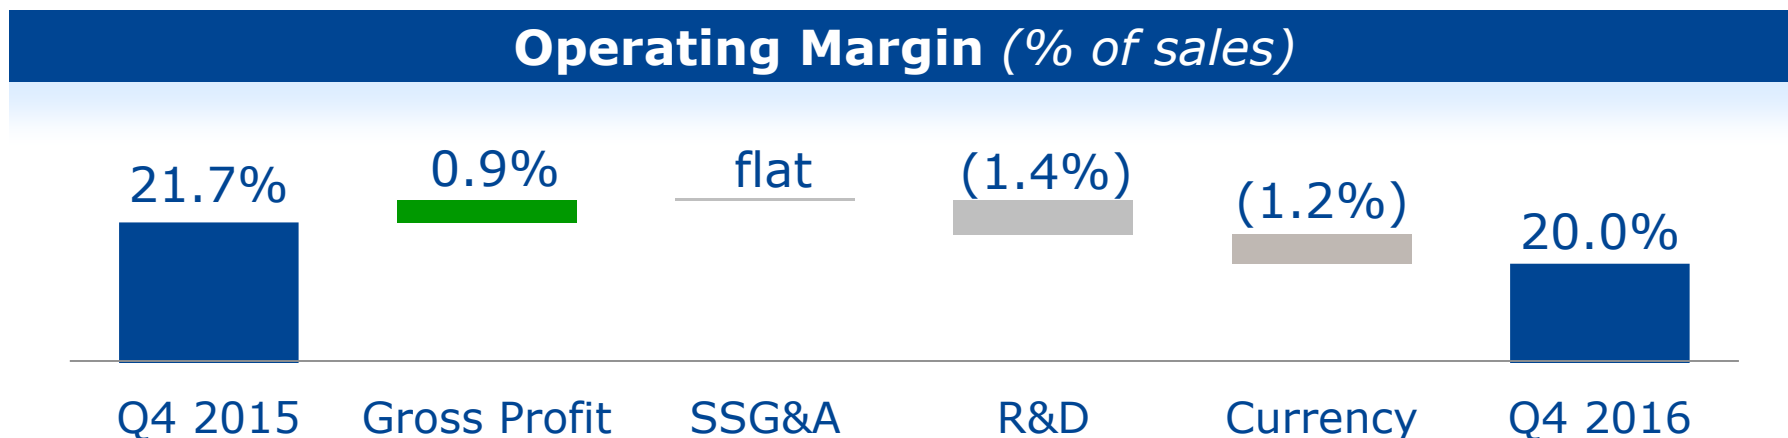 Operating Margin (% of sales)
21.7% 0.9% flat (1.4%) (1.2%) 20.0%
Q4 2015 Gross Profit SSG&A R&D Currency Q4 2016